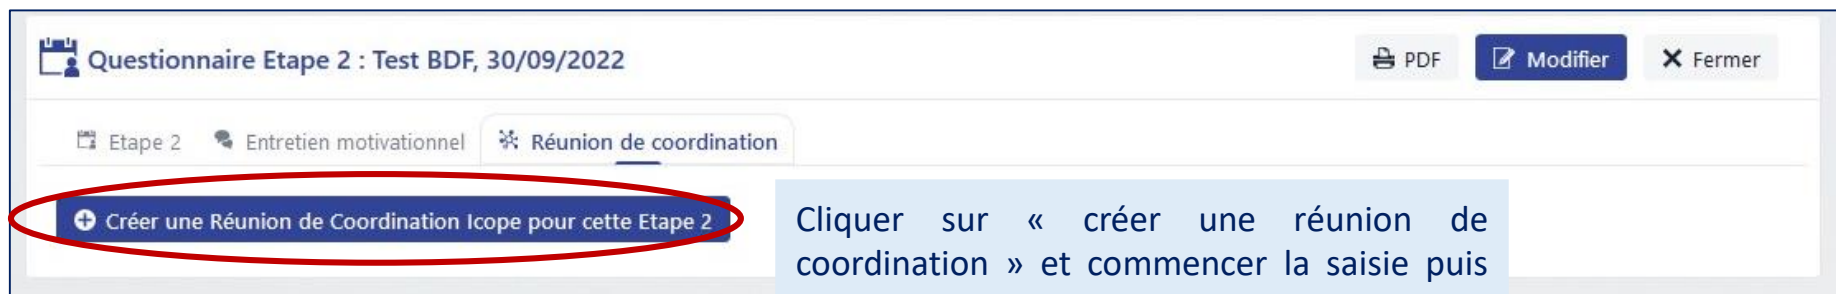 Questionnaire Etape 2 : Test BDF, 30/09/2022
PDF
Modifier
Fermer
Etape 2
Entretien motivationnel
Réunion de coordination
Créer une Réunion de Coordination Icope pour cette Etape 2
Cliquer sur « créer une réunion de
coordination » et commencer la saisie puis